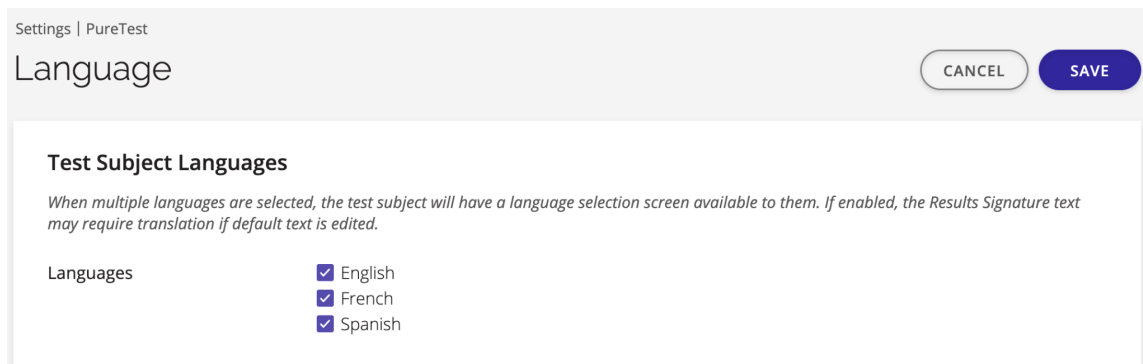 Settings | PureTest
Language
CANCEL
SAVE
Test Subject Languages
When multiple languages are selected, the test subject will have a language selection screen available to them. If enabled, the Results Signature text
may require translation if default text is edited.
Languages
English
French
Spanish